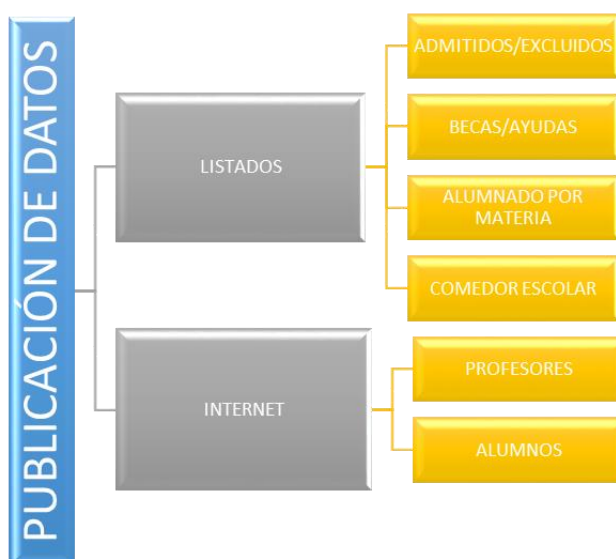 PUBLICACIÓN DE DATOS
LISTADOS
ADMITIDOS/EXCLUIDOS
BECAS/AYUDAS
ALUMNADO POR
MATERIA
COMEDOR ESCOLAR
INTERNET
PROFESORES
ALUMNOS